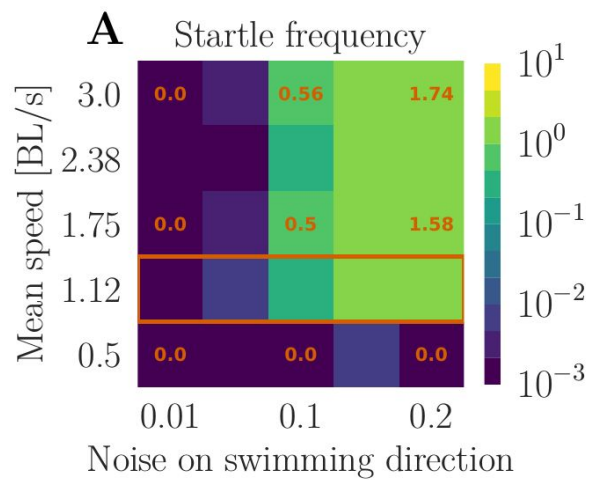 A
Startle frequency
Mean speed [BL/s]
3.0 0.0 0.56 1.74
2.38
1.75 0.0 0.5 1.58
1.12
0.5 0.0 0.0 0.0
0.01 0.1 0.2
Noise on swimming direction
10¹
10⁰
10⁻¹
10⁻²
10⁻³